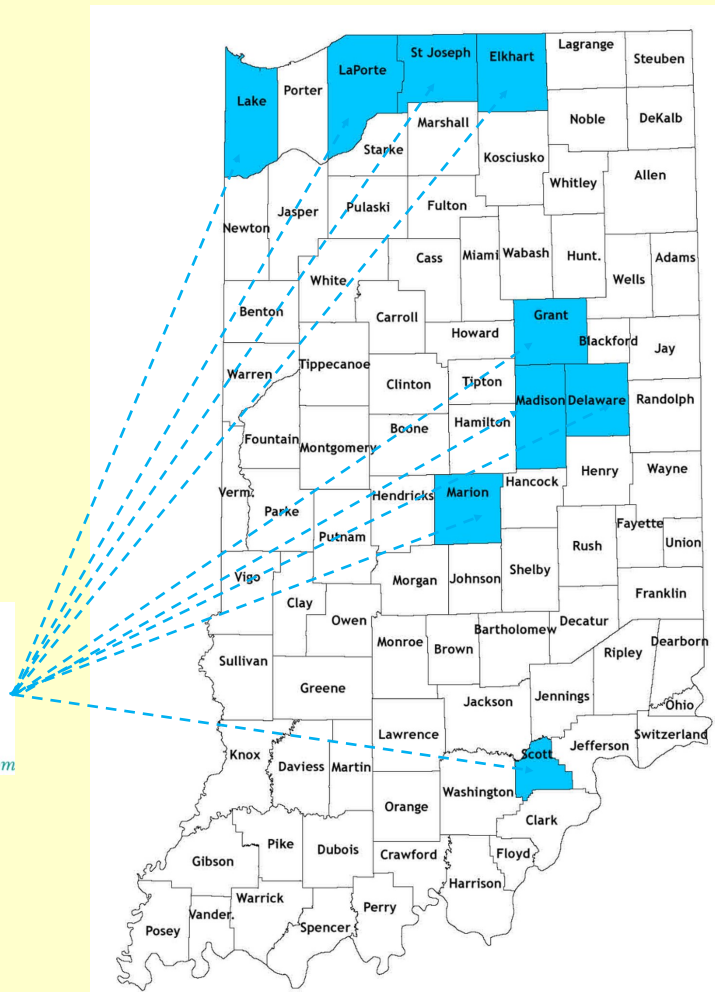 Lagrange
Steuben
St Joseph
Elkhart
LaPorte
Porter
Lake
Noble
DeKalb
Marshall
Starke
Kosciusko
Whitley
Allen
Jasper
Pulaski
Fulton
Newton
Cass
Miami
Wabash
Hunt.
Wells
Adams
White
Benton
Carroll
Grant
Howard
Blackford
Jay
Warren
Tippecanoe
Clinton
Tipton
Madison
Delaware
Randolph
Fountain
Montgomery
Boone
Hamilton
Henry
Wayne
Verm.
Parke
Putnam
Hendricks
Marion
Hancock
Fayette
Union
Rush
Vigo
Clay
Owen
Morgan
Johnson
Shelby
Franklin
Sullivan
Greene
Monroe
Brown
Bartholomew
Decatur
Ripley
Dearborn
Jackson
Jennings
Ohio
Switzerland
Knox
Daviess
Martin
Lawrence
Scott
Jefferson
m
Washington
Orange
Clark
Gibson
Pike
Dubois
Crawford
Floyd
Harrison
Posey
Vander.
Warrick
Spencer
Perry